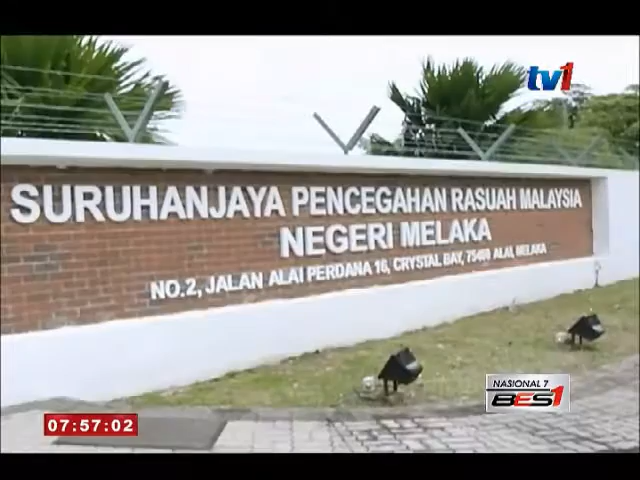 tv1
SURUHANJAYA PENCEGAHAN RASUAH MALAYSIA
NEGERI MELAKA
NO.2, JALAN ALAI PERDANA 16, CRYSTAL BAY, 75460 ALAI, MELAKA
NASIONAL 7
BES1
07:57:02